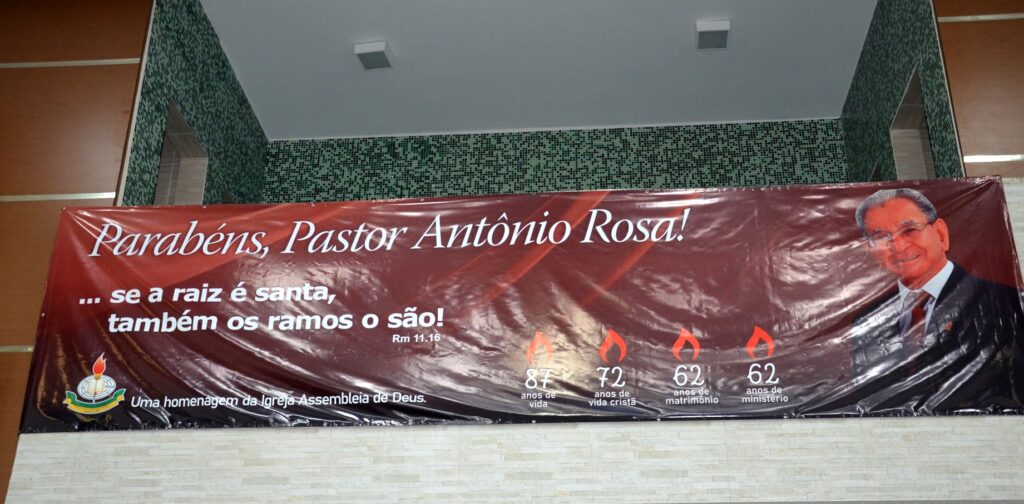 Parabéns, Pastor Antônio Rosa!
... se a raiz é santa,
também os ramos o são!
Rm 11.16
87
anos de
vida
72
anos de
vida cristã
62
anos de
matrimônio
62
anos de
ministério
Uma homenagem da Igreja Assembleia de Deus.